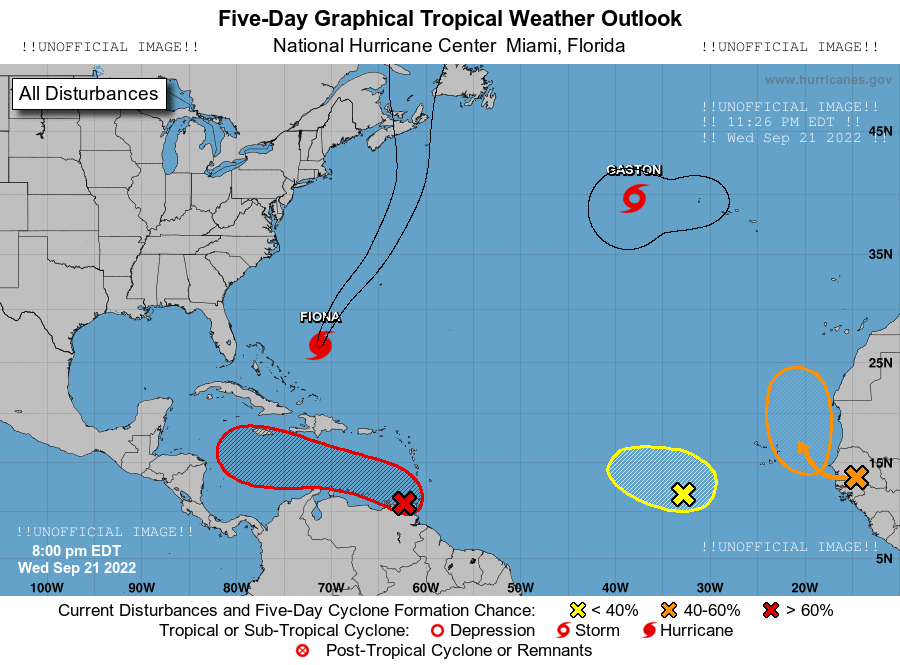 Five-Day Graphical Tropical Weather Outlook
!!UNOFFICIAL IMAGE!! National Hurricane Center Miami, Florida !!UNOFFICIAL IMAGE!!
All Disturbances
www.hurricanes.gov
!!UNOFFICIAL IMAGE!!
!! 11:26 PM EDT !!
!! Wed Sep 21 2022 !!
45N
GASTON
35N
FIONA
25N
15N
!!UNOFFICIAL IMAGE!!
8:00 pm EDT
Wed Sep 21 2022
!!UNOFFICIAL IMAGE!!
5N
100W 90W 80W 70W 60W 50W 40W 30W 20W
Current Disturbances and Five-Day Cyclone Formation Chance: < 40% 40-60% > 60%
Tropical or Sub-Tropical Cyclone: Depression Storm Hurricane
Post-Tropical Cyclone or Remnants